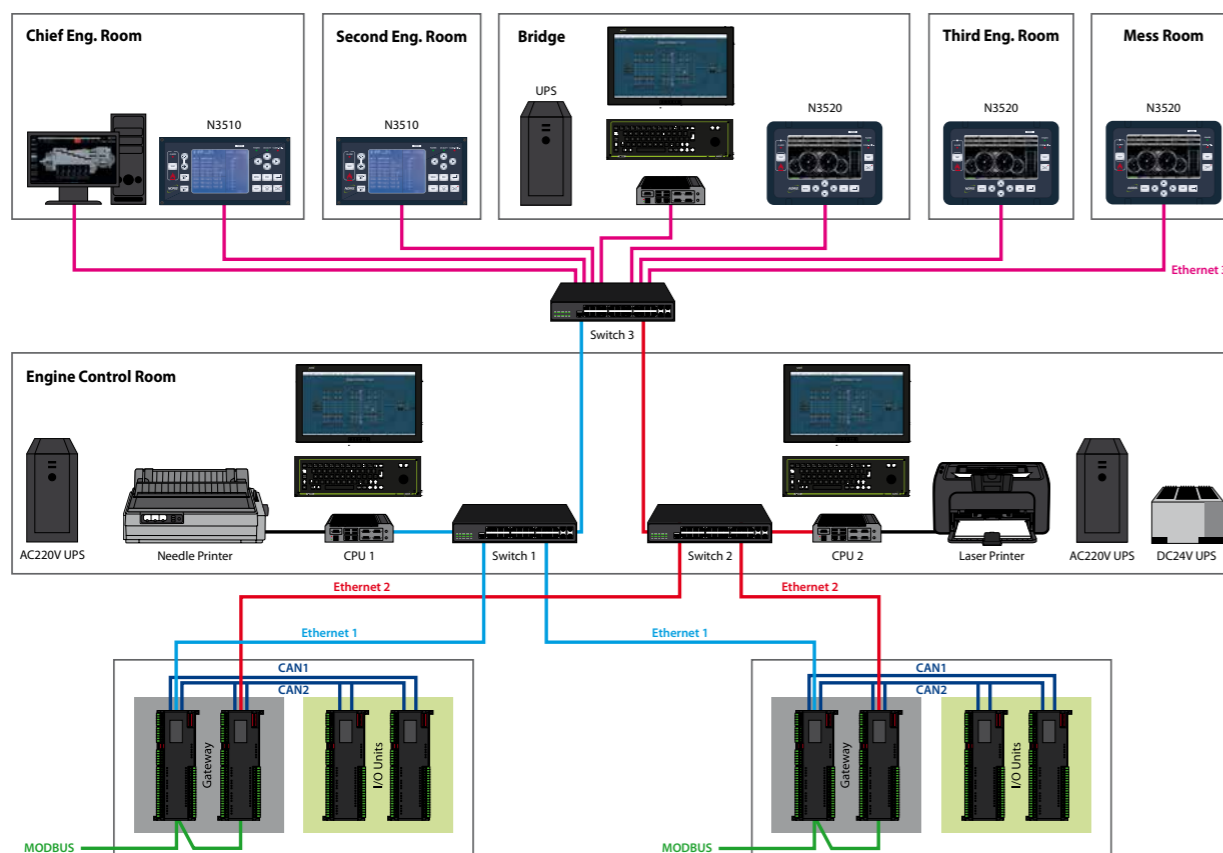 Chief Eng. Room
Second Eng. Room
Bridge
Third Eng. Room
Mess Room
UPS
N3510
N3510
N3520
N3520
N3520
Ethernet 3
Switch 3
Engine Control Room
AC220V UPS
Needle Printer
CPU 1
Switch 1
Switch 2
CPU 2
Laser Printer
AC220V UPS
DC24V UPS
Ethernet 2
Ethernet 2
Ethernet 1
Ethernet 1
CAN1
CAN2
CAN1
CAN2
Gateway
I/O Units
Gateway
I/O Units
MODBUS
MODBUS